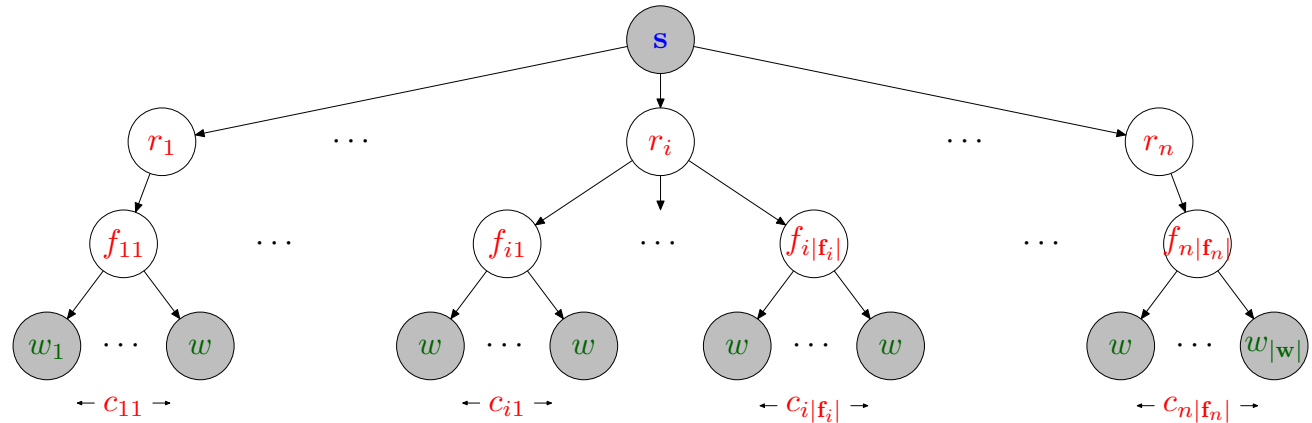 s
r₁ ··· rᵢ ··· rₙ
f₁₁ ··· fᵢ₁ ··· fᵢ|𝐟ᵢ| ··· fₙ|𝐟ₙ|
w₁ ··· w w ··· w w ··· w w ··· w|𝐰|
c₁₁ cᵢ₁ cᵢ|𝐟ᵢ| cₙ|𝐟ₙ|